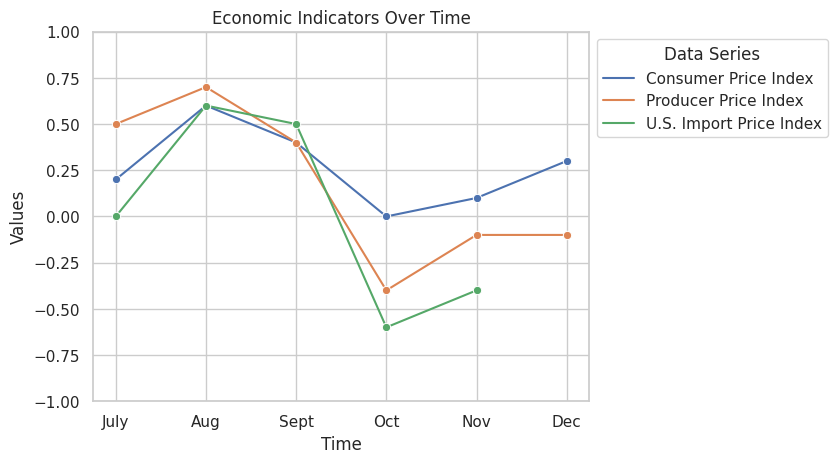 Economic Indicators Over Time
1.00
0.75
0.50
0.25
0.00
−0.25
−0.50
−0.75
−1.00
Values
July Aug Sept Oct Nov Dec
Time
Data Series
Consumer Price Index
Producer Price Index
U.S. Import Price Index